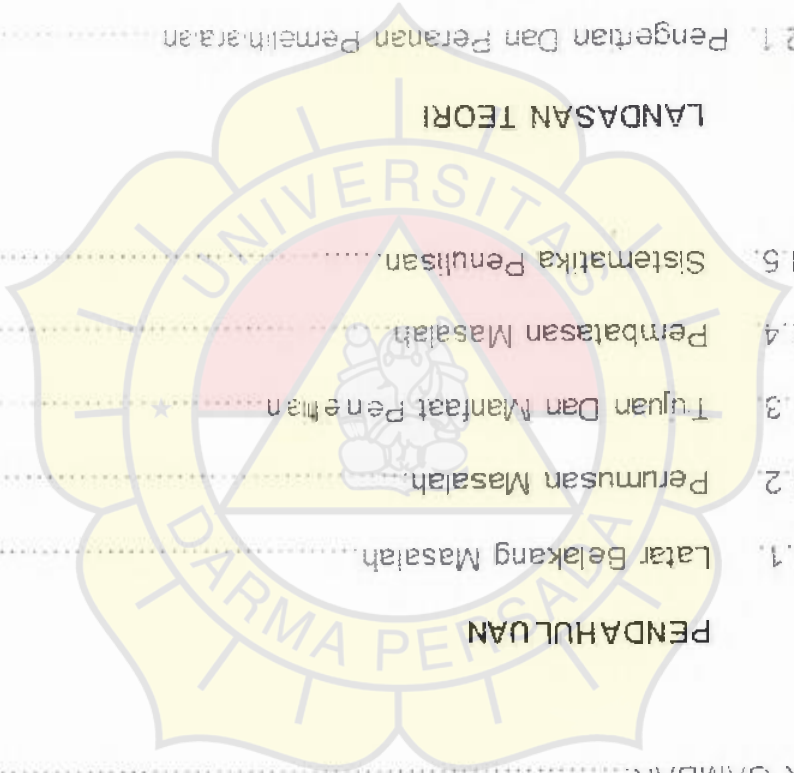 R GAMBAR
PENDAHULUAN
.1. Latar Belakang Masalah
2 Perumusan Masalah
3. Tujuan Dan Manfaat Penelitian
.4 Pembatasan Masalah
1.5. Sistematika Penulisan
LANDASAN TEORI
2.1. Pengertian Dan Peranan Pemeliharaan
UNIVERSITAS
DARMA PERSADA